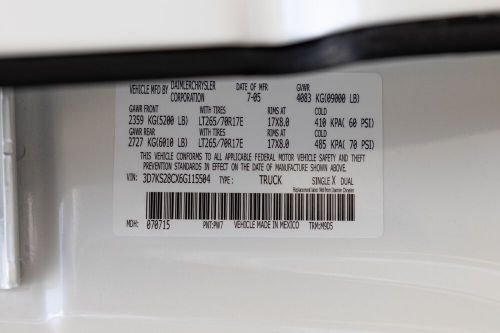 VEHICLE MFD BY DAIMLERCHRYSLER CORPORATION DATE OF MFR 7-05 GVWR 4083 KG(09000 LB)
GAWR FRONT WITH TIRES RIMS AT COLD
2359 KG(5200 LB) LT265/70R17E 17X8.0 410 KPA( 60 PSI)
GAWR REAR WITH TIRES RIMS AT COLD
2727 KG(6010 LB) LT265/70R17E 17X8.0 485 KPA( 70 PSI)
THIS VEHICLE CONFORMS TO ALL APPLICABLE FEDERAL MOTOR VEHICLE SAFETY AND THEFT
PREVENTION STANDARDS IN EFFECT ON THE DATE OF MANUFACTURE SHOWN ABOVE.
VIN: 3D7KS28CX6G115504 TYPE: TRUCK SINGLE X DUAL
Replacement label
MDH: 070715 PNT:PW7 VEHICLE MADE IN MEXICO TRM:M9D5